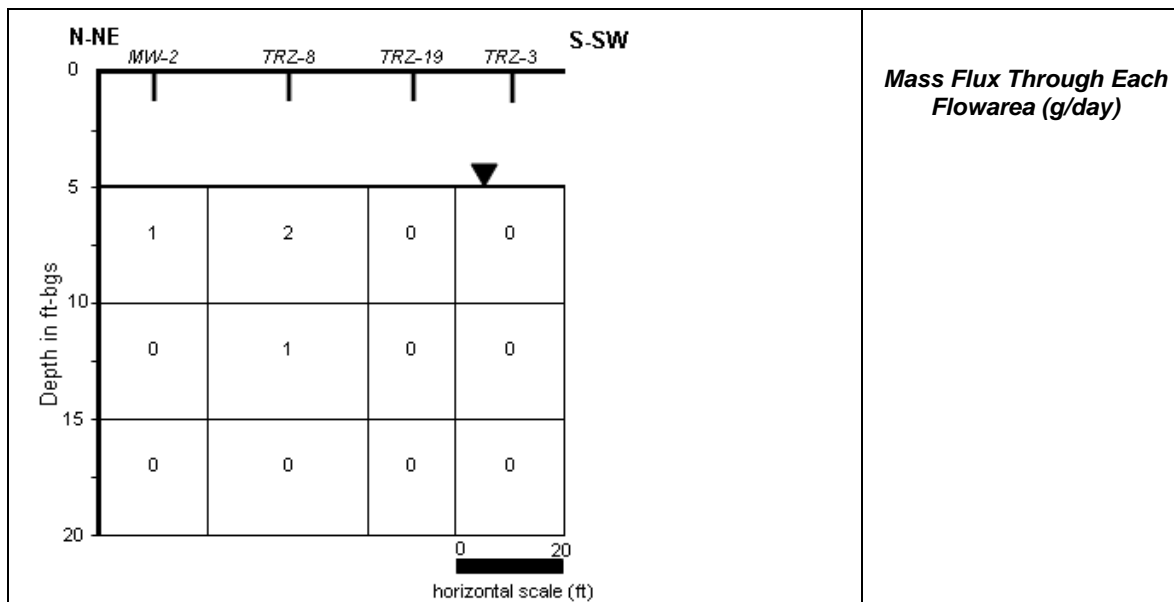 N-NE
S-SW
MW-2 TRZ-8 TRZ-19 TRZ-3
Mass Flux Through Each
Flowarea (g/day)
0
5
1 2 0 0
Depth in ft-bgs
10
0 1 0 0
15
0 0 0 0
20
0 20
horizontal scale (ft)